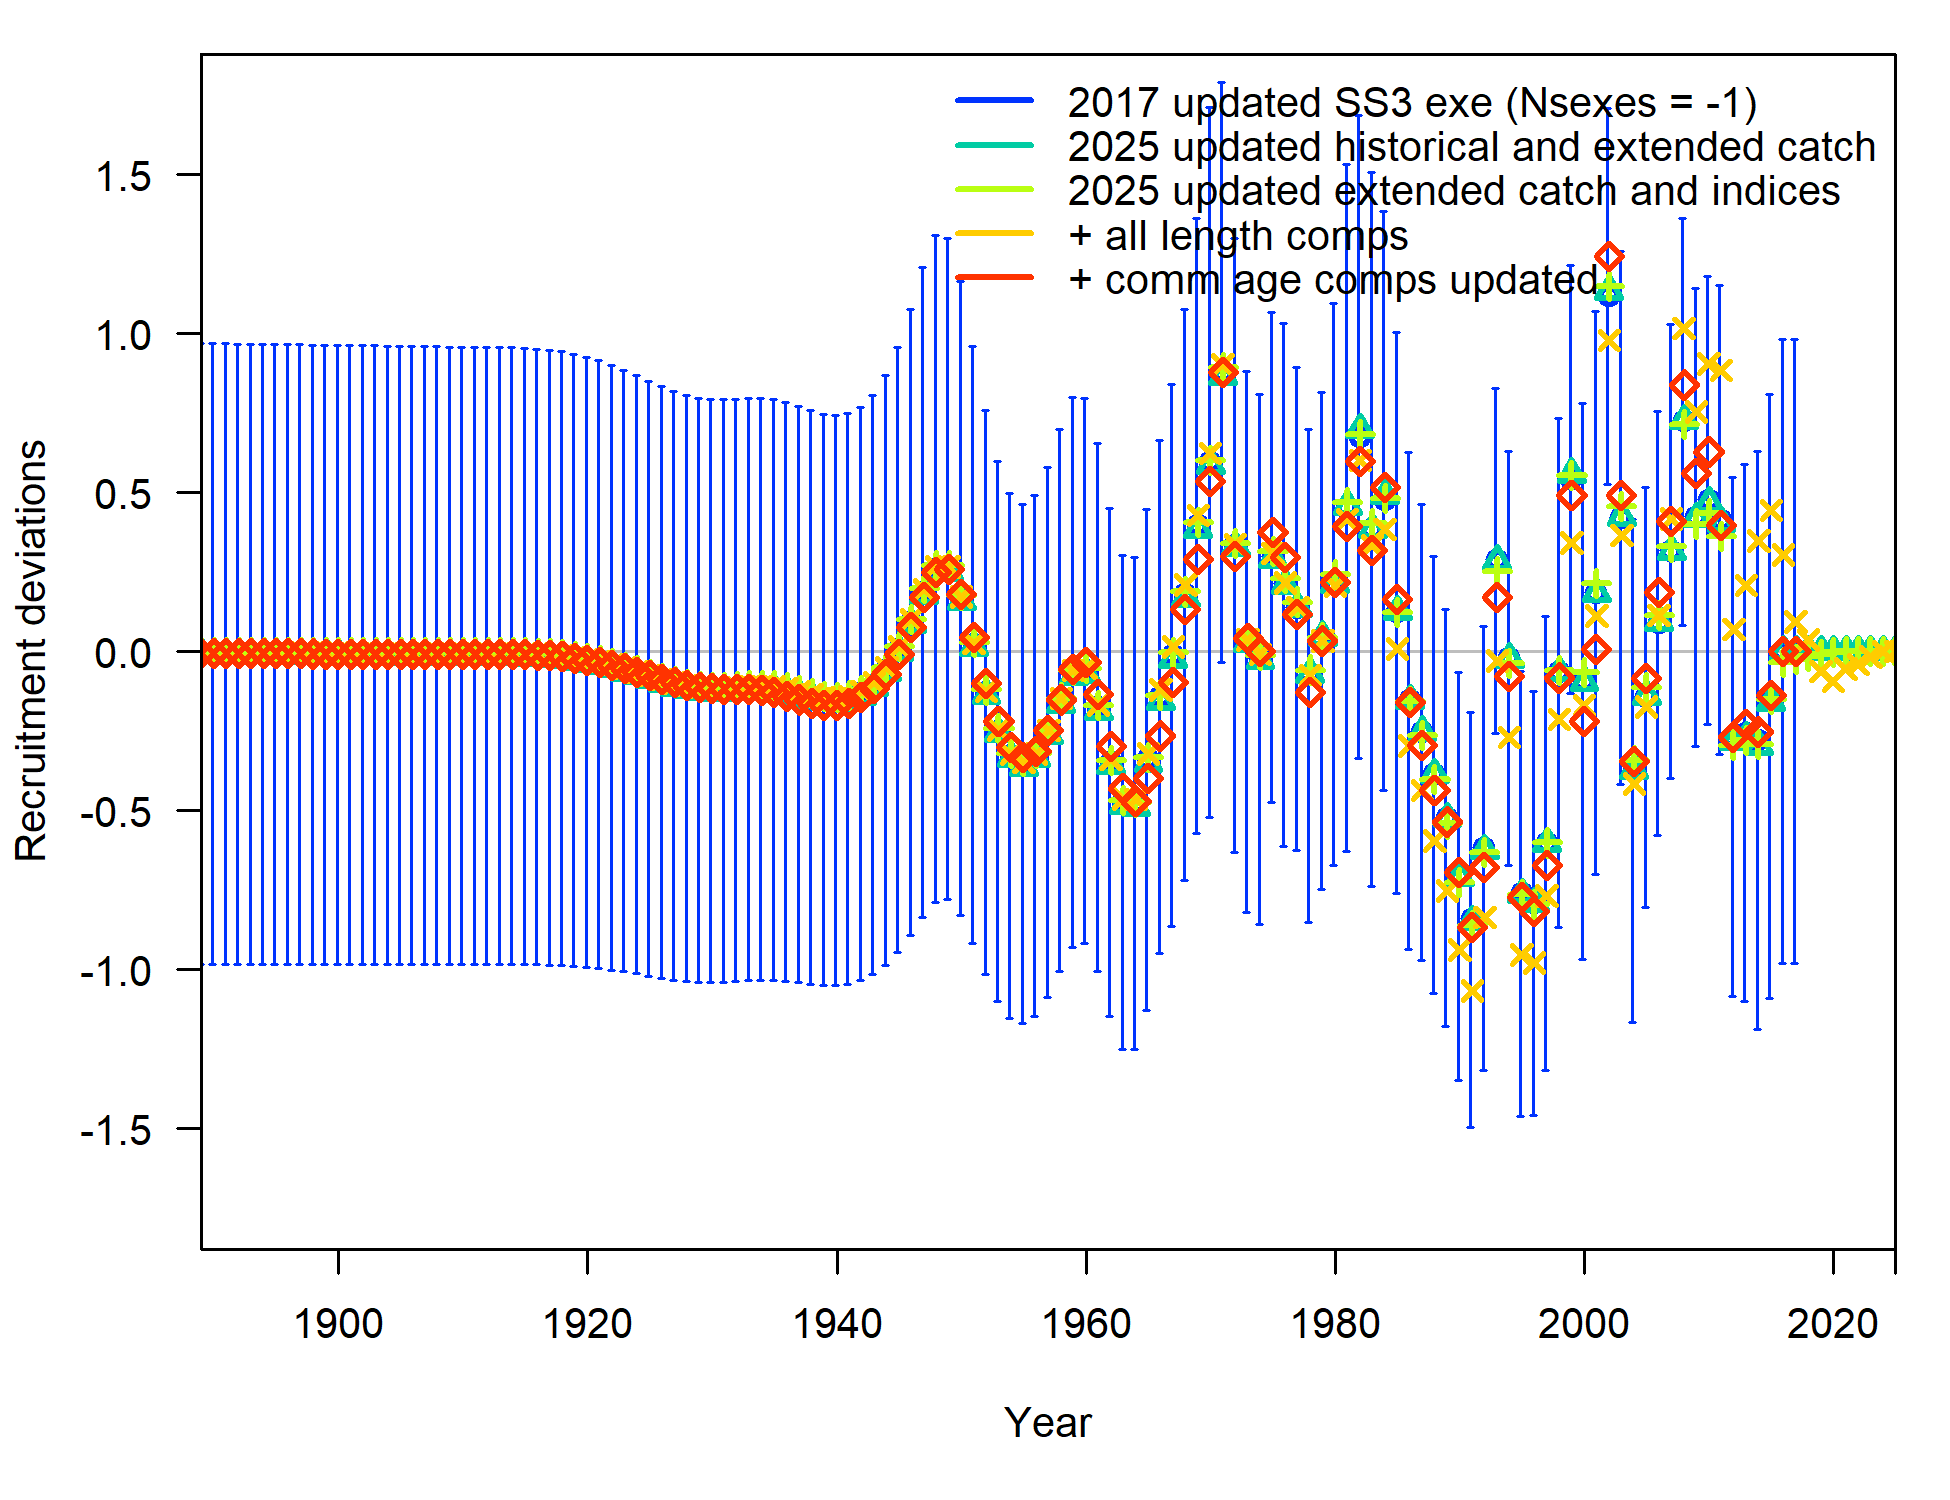 2017 updated SS3 exe (Nsexes = -1)
2025 updated historical and extended catch
2025 updated extended catch and indices
+ all length comps
+ comm age comps updated
1.5
1.0
0.5
0.0
-0.5
-1.0
-1.5
Recruitment deviations
1900 1920 1940 1960 1980 2000 2020
Year